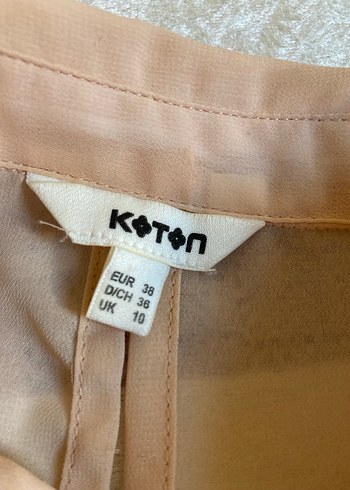 KOTON
EUR 38
D/CH 36
UK 10